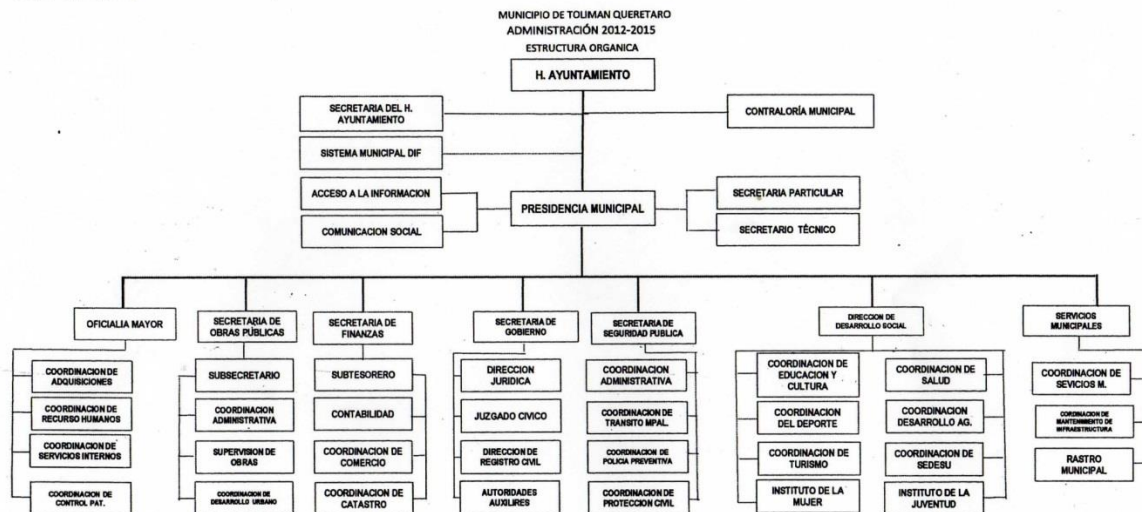 MUNICIPIO DE TOLIMAN QUERETARO
ADMINISTRACIÓN 2012-2015
ESTRUCTURA ORGANICA
H. AYUNTAMIENTO
SECRETARIA DEL H.
AYUNTAMIENTO
CONTRALORÍA MUNICIPAL
SISTEMA MUNICIPAL DIF
ACCESO A LA INFORMACION
COMUNICACION SOCIAL
PRESIDENCIA MUNICIPAL
SECRETARIA PARTICULAR
SECRETARIO TÉCNICO
OFICIALIA MAYOR
COORDINACION DE
ADQUISICIONES
COORDINACION DE
RECURSO HUMANOS
COORDINACION DE
SERVICIOS INTERNOS
COORDINACION DE
CONTROL PAT.
SECRETARIA DE
OBRAS PÚBLICAS
SUBSECRETARIO
COORDINACION
ADMINISTRATIVA
SUPERVISION DE
OBRAS
COORDINACION DE
DESARROLLO URBANO
SECRETARIA DE
FINANZAS
SUBTESORERO
CONTABILIDAD
COORDINACION DE
COMERCIO
COORDINACION DE
CATASTRO
SECRETARIA DE
GOBIERNO
DIRECCION
JURIDICA
JUZGADO CIVICO
DIRECCION DE
REGISTRO CIVIL
AUTORIDADES
AUXILIRES
SECRETARIA DE
SEGURIDAD PUBLICA
COORDINACION
ADMINISTRATIVA
COORDINACION DE
TRANSITO MPAL.
COORDINACION DE
POLICIA PREVENTIVA
COORDINACION DE
PROTECCION CIVIL
DIRECCION DE
DESARROLLO SOCIAL
COORDINACION DE
EDUCACION Y
CULTURA
COORDINACION
DEL DEPORTE
COORDINACION DE
TURISMO
INSTITUTO DE LA
MUJER
COORDINACION DE
SALUD
COORDINACION
DESARROLLO AG.
COORDINACION DE
SEDESU
INSTITUTO DE LA
JUVENTUD
SERVICIOS
MUNICIPALES
COORDINACION DE
SEVICIOS M.
CORDINACION DE
MANTENIMIENTO DE
INFRAESTRUCTURA
RASTRO
MUNICIPAL